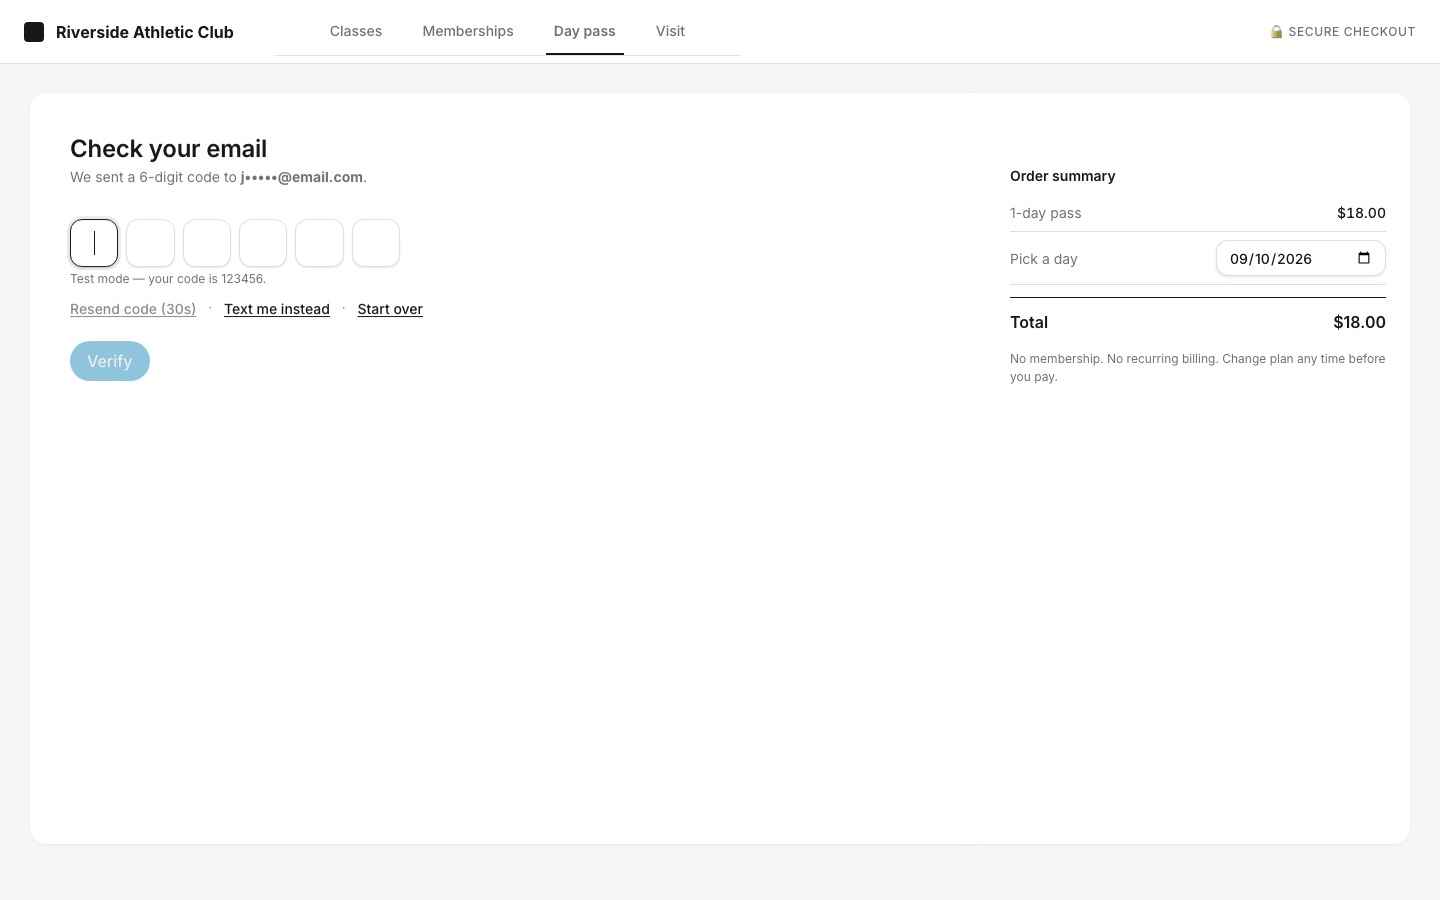 Riverside Athletic Club
Classes
Memberships
Day pass
Visit
🔒 SECURE CHECKOUT
Check your email
We sent a 6-digit code to j•••••@email.com.
Test mode — your code is 123456.
Resend code (30s) · Text me instead · Start over
Verify
Order summary
1-day pass $18.00
Pick a day 09/10/2026
Total $18.00
No membership. No recurring billing. Change plan any time before
you pay.